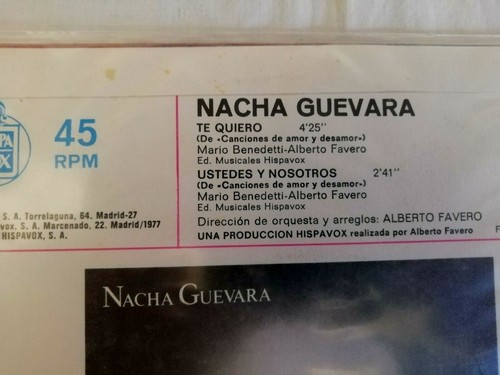 PA
OX
45
RPM
S. A. Torrelaguna, 64. Madrid-27
vox, S. A. Marcenado, 22. Madrid/1977
HISPAVOX, S. A.
NACHA GUEVARA
TE QUIERO 4'25''
(De «Canciones de amor y desamor»)
Mario Benedetti-Alberto Favero
Ed. Musicales Hispavox
USTEDES Y NOSOTROS 2'41''
(De «Canciones de amor y desamor»)
Mario Benedetti-Alberto Favero
Ed. Musicales Hispavox
Dirección de orquesta y arreglos: ALBERTO FAVERO
UNA PRODUCCION HISPAVOX realizada por Alberto Favero
F
NACHA GUEVARA